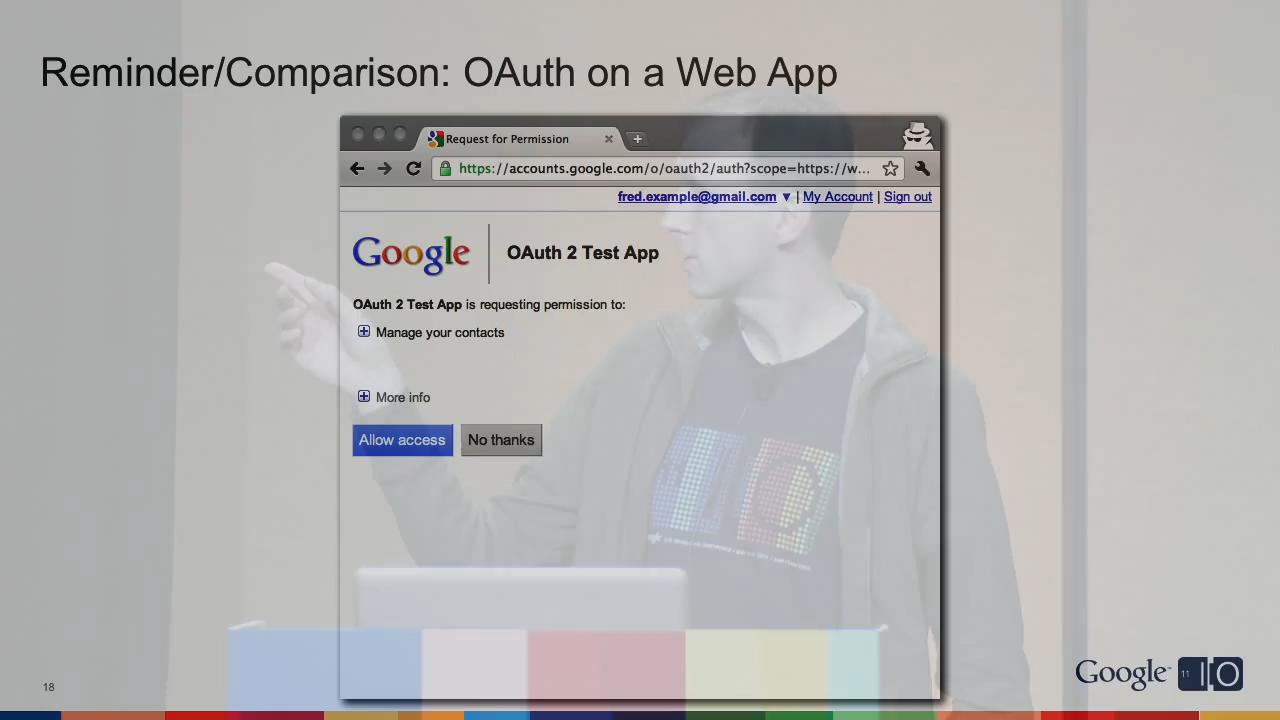 Reminder/Comparison: OAuth on a Web App
Request for Permission
https://accounts.google.com/o/oauth2/auth?scope=https://w...
fred.example@gmail.com ▼ | My Account | Sign out
Google
OAuth 2 Test App
OAuth 2 Test App is requesting permission to:
Manage your contacts
More info
Allow access
No thanks
IO
18
Google 11 IO